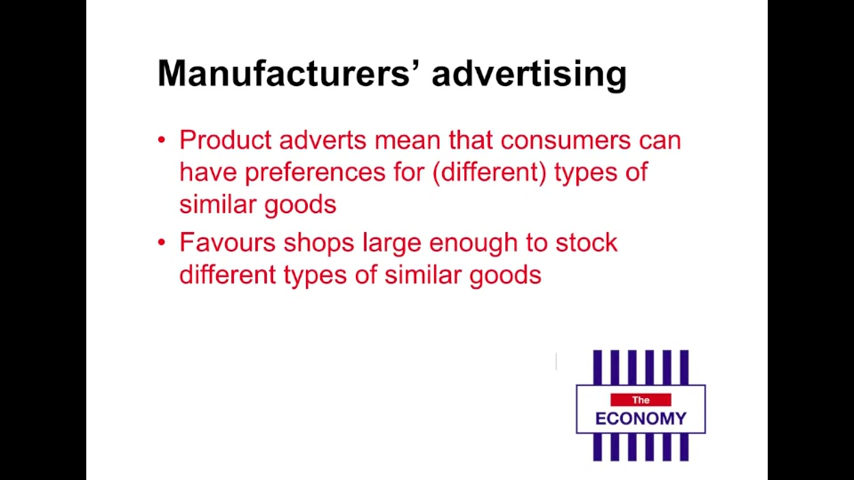 Manufacturers’ advertising
• Product adverts mean that consumers can
have preferences for (different) types of
similar goods
• Favours shops large enough to stock
different types of similar goods
The
ECONOMY